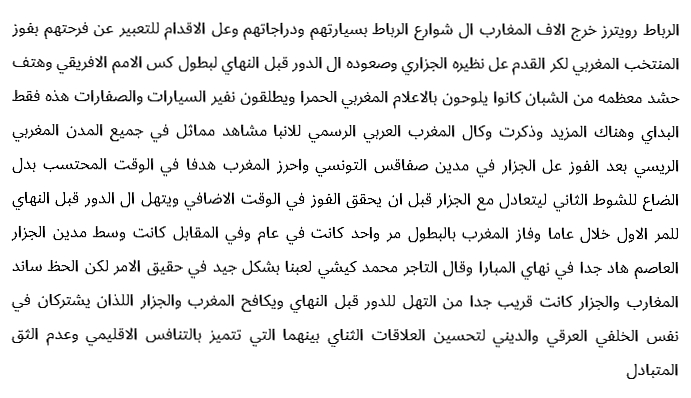 الرباط رويترز خرج الاف المغارب ال شوارع الرباط بسيارتهم ودراجاتهم وعل الاقدام للتعبير عن فرحتهم بفوز
المنتخب المغربي لكر القدم عل نظيره الجزاري وصعوده ال الدور قبل النهاي لبطول كس الامم الافريقي وهتف
حشد معظمه من الشبان كانوا يلوحون بالاعلام المغربي الحمرا ويطلقون نفير السيارات والصفارات هذه فقط
البداي وهناك المزيد وذكرت وكال المغرب العربي الرسمي للانبا مشاهد مماثل في جميع المدن المغربي
الريسي بعد الفوز عل الجزار في مدين صفاقس التونسي واحرز المغرب هدفا في الوقت المحتسب بدل
الضاع للشوط الثاني ليتعادل مع الجزار قبل ان يحقق الفوز في الوقت الاضافي ويتهل ال الدور قبل النهاي
للمر الاول خلال عاما وفاز المغرب بالبطول مر واحد كانت في عام وفي المقابل كانت وسط مدين الجزار
العاصم هاد جدا في نهاي المبارا وقال التاجر محمد كيشي لعبنا بشكل جيد في حقيق الامر لكن الحظ ساند
المغارب والجزار كانت قريب جدا من التهل للدور قبل النهاي ويكافح المغرب والجزار اللذان يشتركان في
نفس الخلفي العرقي والديني لتحسين العلاقات الثناي بينهما التي تتميز بالتنافس الاقليمي وعدم الثق
المتبادل